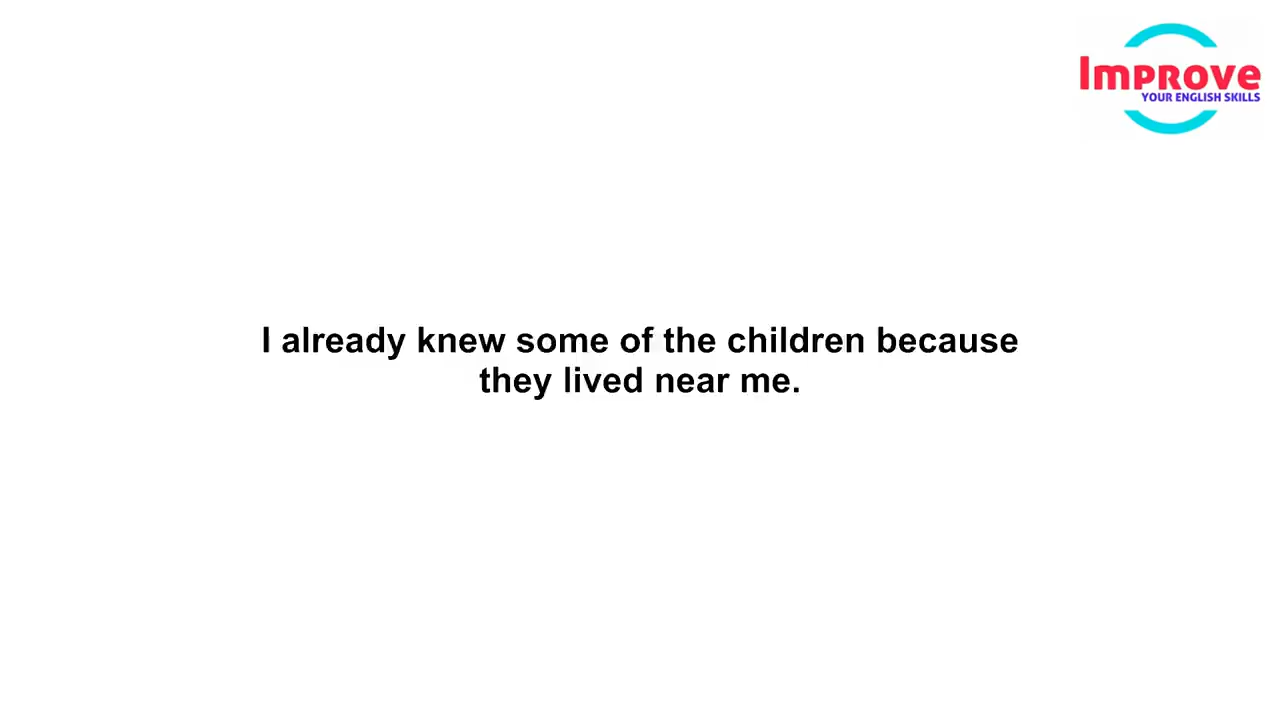 Improve
YOUR ENGLISH SKILLS
I already knew some of the children because
they lived near me.